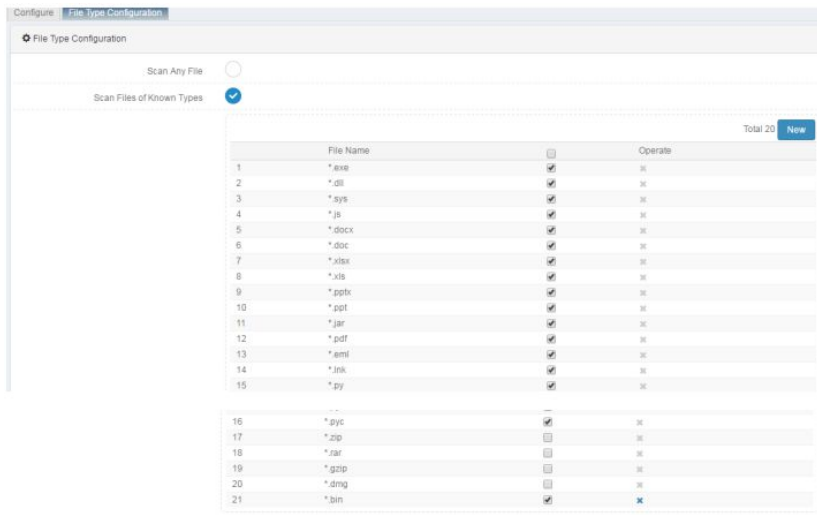 Configure File Type Configuration
File Type Configuration
Scan Any File
Scan Files of Known Types
Total 20 New
File Name Operate
1 *.exe
2 *.dll
3 *.sys
4 *.js
5 *.docx
6 *.doc
7 *.xlsx
8 *.xls
9 *.pptx
10 *.ppt
11 *.jar
12 *.pdf
13 *.eml
14 *.lnk
15 *.py
16 *.pyc
17 *.zip
18 *.rar
19 *.gzip
20 *.dmg
21 *.bin